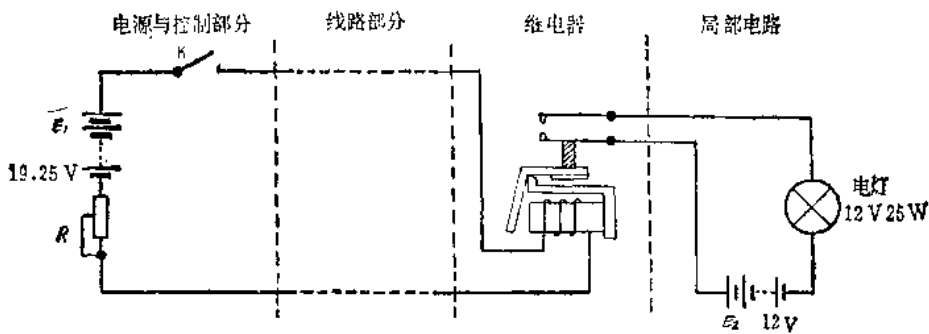 电源与控制部分 线路部分 继电器 局部电路
K
E₁
19.25 V
R
电灯
12 V 25 W
E₂ 12 V